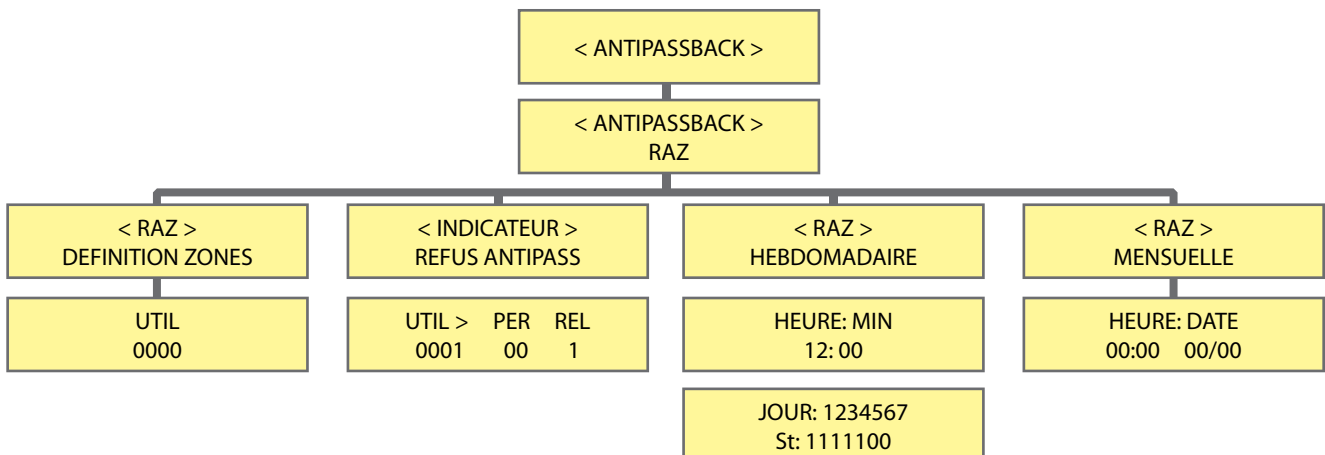 < ANTIPASSBACK >
< ANTIPASSBACK >
RAZ
< RAZ >
DEFINITION ZONES
UTIL
0000
< INDICATEUR >
REFUS ANTIPASS
UTIL > PER REL
0001 00 1
< RAZ >
HEBDOMADAIRE
HEURE: MIN
12: 00
JOUR: 1234567
St: 1111100
< RAZ >
MENSUELLE
HEURE: DATE
00:00 00/00